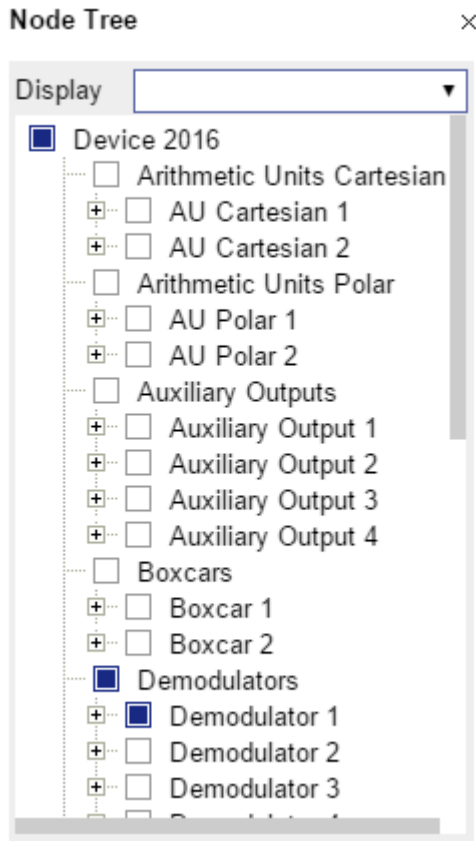 Node Tree
Display
Device 2016
Arithmetic Units Cartesian
AU Cartesian 1
AU Cartesian 2
Arithmetic Units Polar
AU Polar 1
AU Polar 2
Auxiliary Outputs
Auxiliary Output 1
Auxiliary Output 2
Auxiliary Output 3
Auxiliary Output 4
Boxcars
Boxcar 1
Boxcar 2
Demodulators
Demodulator 1
Demodulator 2
Demodulator 3